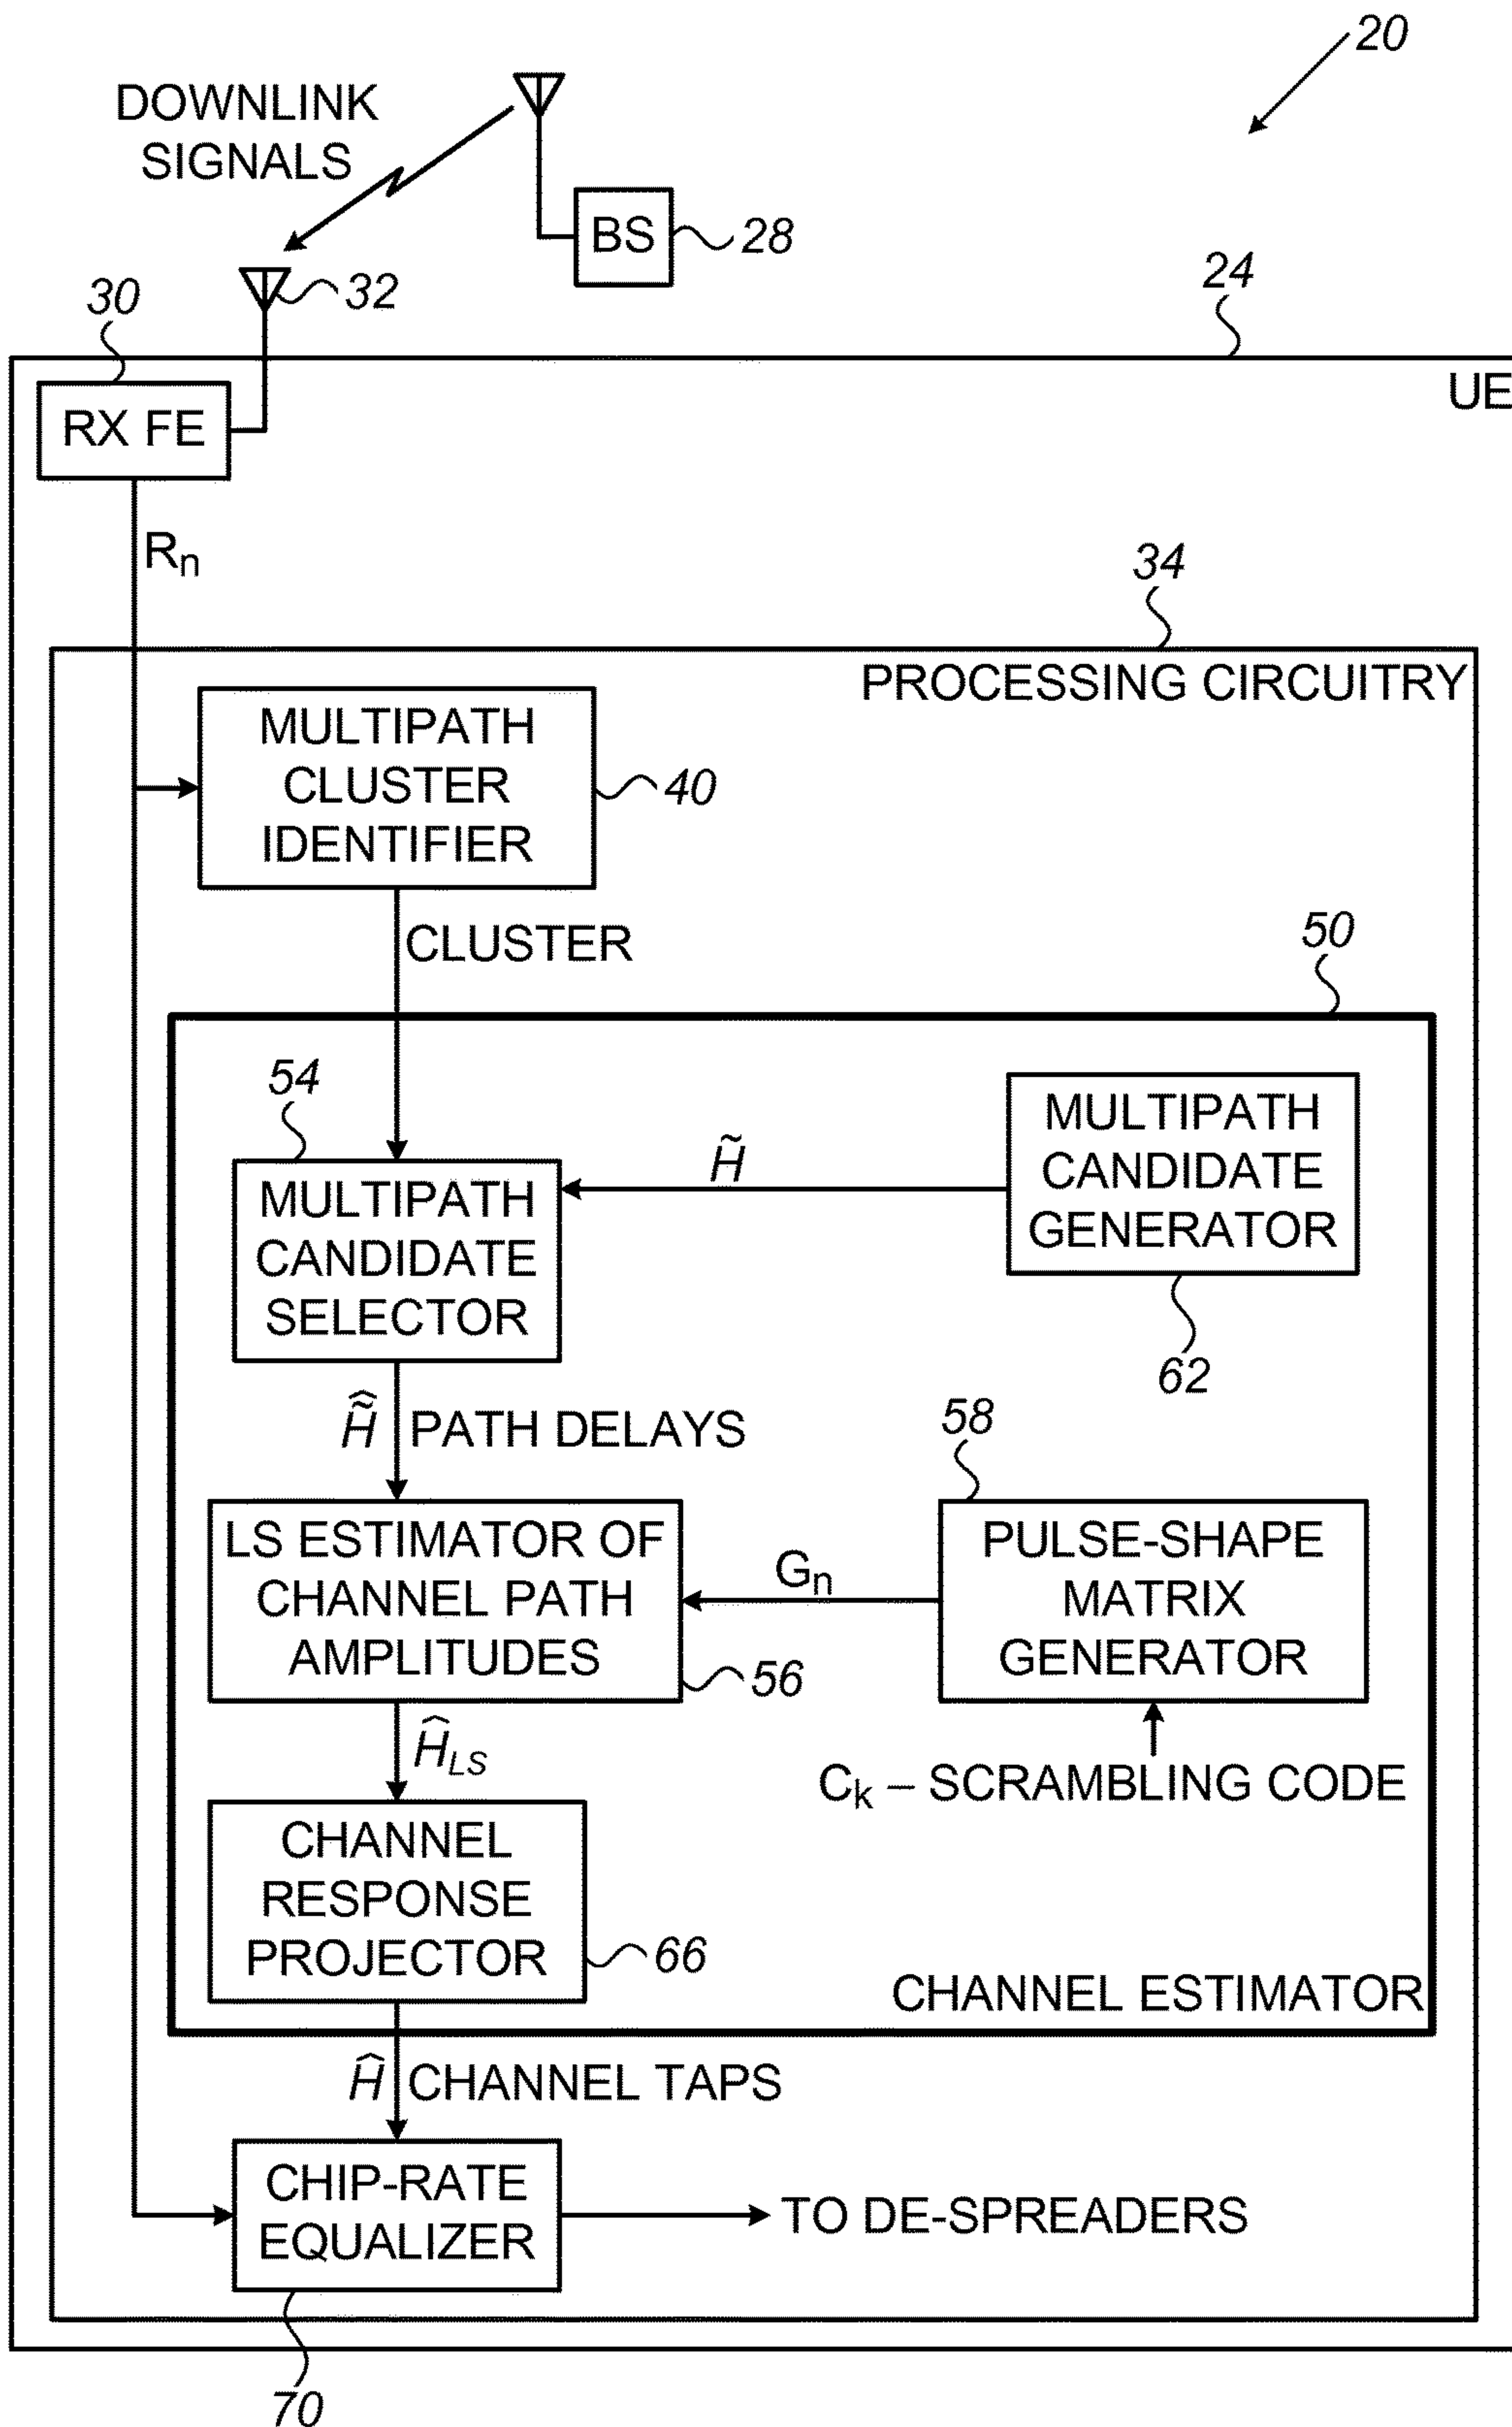 20
DOWNLINK
SIGNALS
BS
28
32
30
24
RX FE
UE
Rn
34
PROCESSING CIRCUITRY
MULTIPATH
CLUSTER
IDENTIFIER
40
CLUSTER
50
54
MULTIPATH
CANDIDATE
GENERATOR
H̃
MULTIPATH
CANDIDATE
SELECTOR
62
H̃̂ PATH DELAYS
58
LS ESTIMATOR OF
CHANNEL PATH
AMPLITUDES
Gn
PULSE-SHAPE
MATRIX
GENERATOR
56
ĤLS
Ck – SCRAMBLING CODE
CHANNEL
RESPONSE
PROJECTOR
66
CHANNEL ESTIMATOR
Ĥ CHANNEL TAPS
CHIP-RATE
EQUALIZER
TO DE-SPREADERS
70